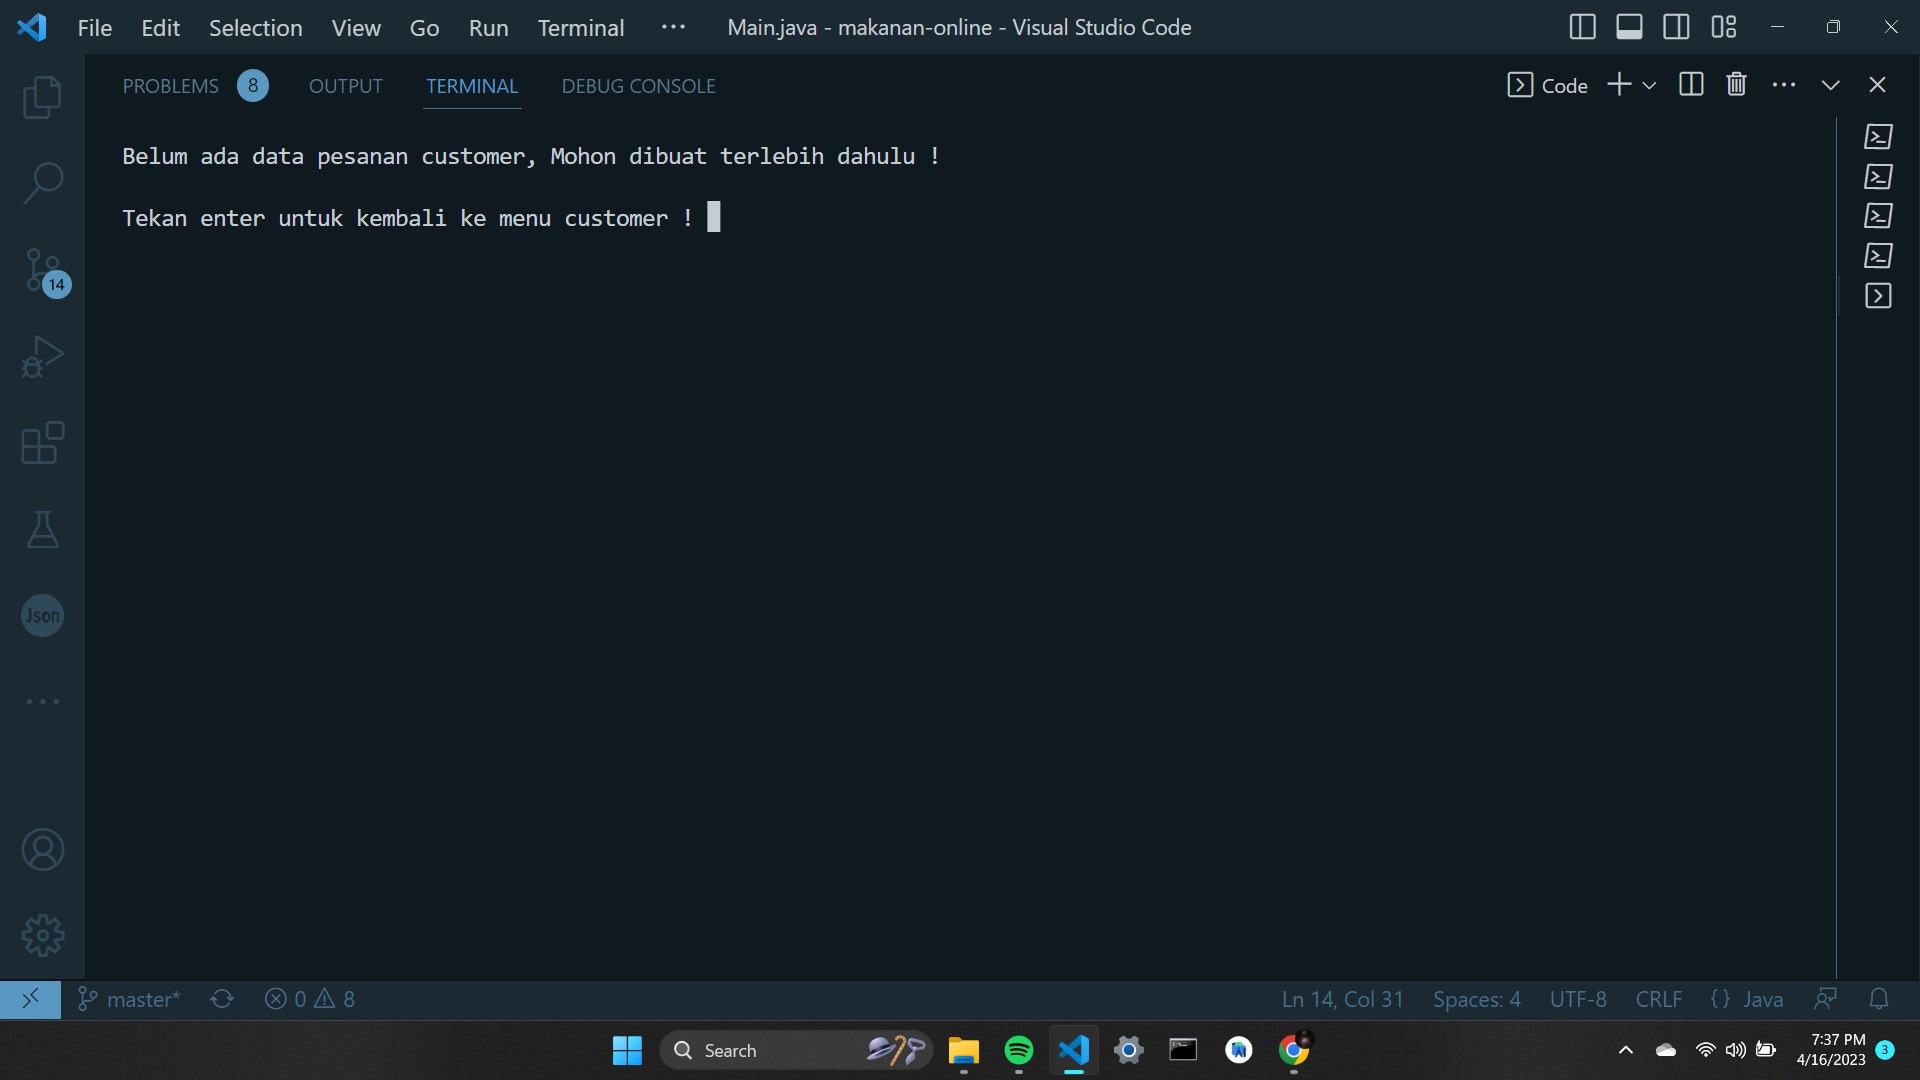 File Edit Selection View Go Run Terminal ··· Main.java - makanan-online - Visual Studio Code
PROBLEMS 8 OUTPUT TERMINAL DEBUG CONSOLE Code
Belum ada data pesanan customer, Mohon dibuat terlebih dahulu !
Tekan enter untuk kembali ke menu customer !
14
Json
master* 0 8 Ln 14, Col 31 Spaces: 4 UTF-8 CRLF {} Java
Search
7:37 PM
4/16/2023 3